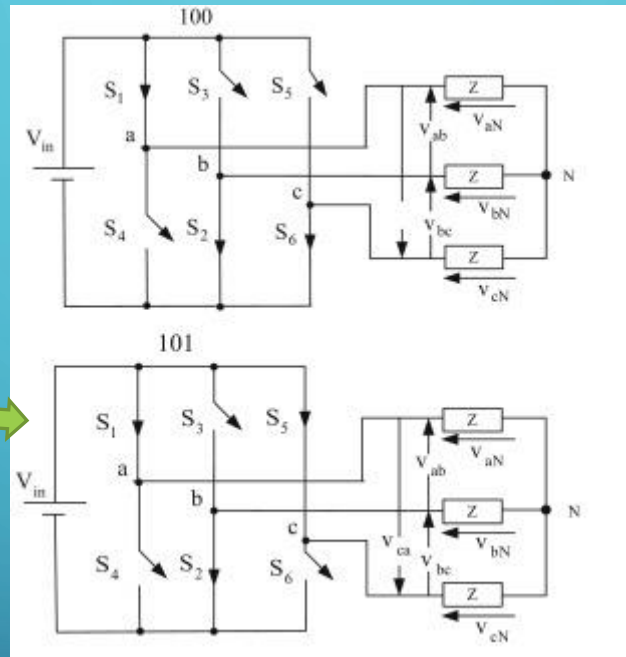 100
S1 S3 S5
Z
Vin a Vab VaN
b Z N
S4 S2 c S6 Vbc VbN
Z
VcN
101
S1 S3 S5
Z
Vin a Vab VaN
b Z N
S4 S2 c S6 Vca Vbc VbN
Z
VcN